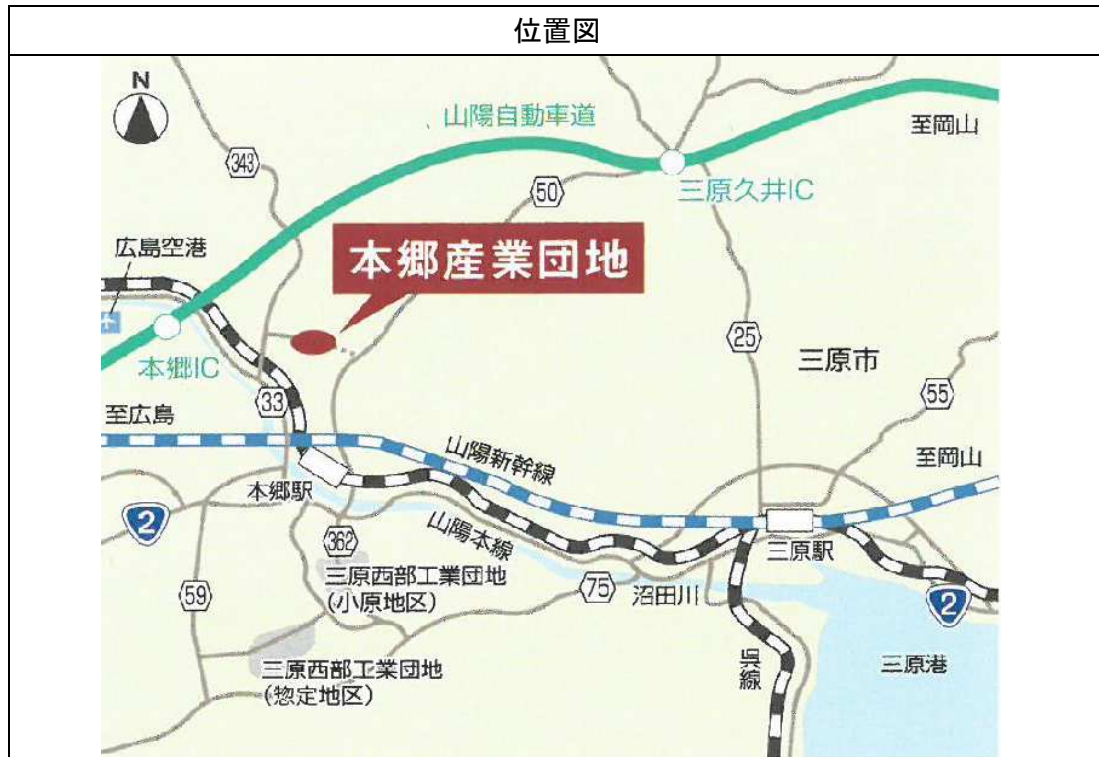 位置図
N
山陽自動車道
至岡山
343
三原久井IC
50
広島空港
本郷産業団地
25
三原市
本郷IC
55
33
至広島
山陽新幹線
至岡山
本郷駅
2
山陽本線
三原駅
362
三原西部工業団地
(小原地区)
59
75
沼田川
2
呉線
三原港
三原西部工業団地
(惣定地区)